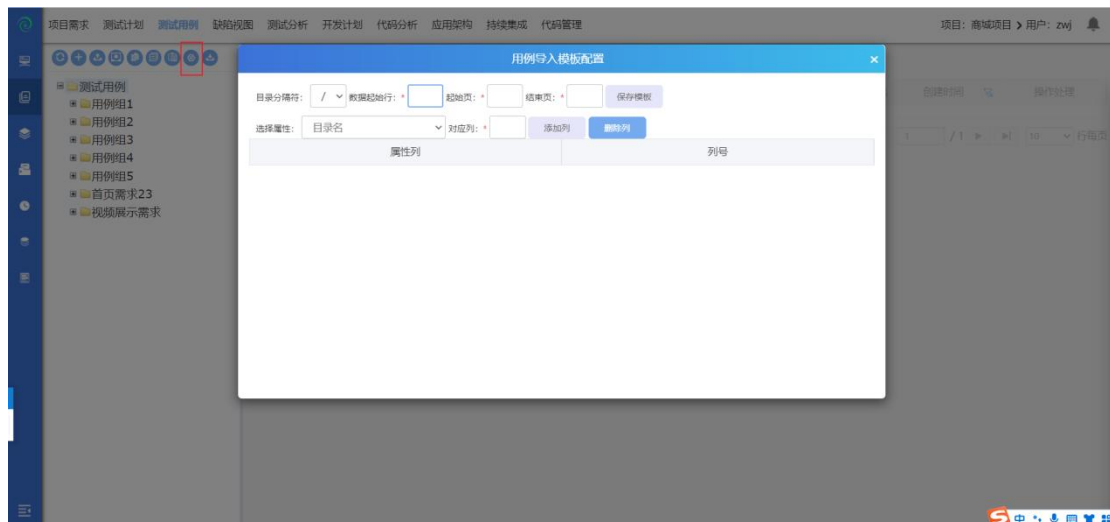 项目需求 测试计划 测试用例 缺陷视图 测试分析 开发计划 代码分析 应用架构 持续集成 代码管理 项目：商城项目 > 用户：zwj
用例导入模板配置 ×
目录分隔符： / 数据起始行：* 起始页：* 结束页：* 保存模板
选择属性： 目录名 对应列：* 添加列 删除列
属性列 列号
测试用例
用例组1
用例组2
用例组3
用例组4
用例组5
首页需求23
视频展示需求
创建时间 操作处理
1 / 1 10 行每页
中